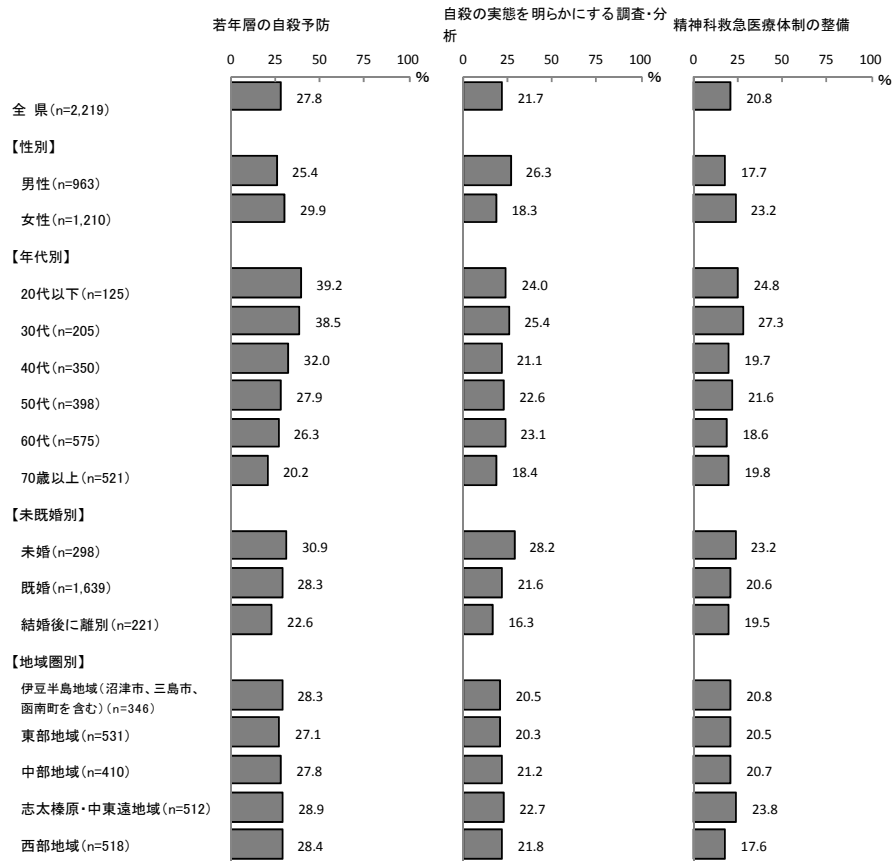 若年層の自殺予防
自殺の実態を明らかにする調査・分
析
精神科救急医療体制の整備
0 25 50 75 100
%
0 25 50 75 100
%
0 25 50 75 100
%
全 県(n=2,219) 27.8 21.7 20.8
【性別】
男性(n=963) 25.4 26.3 17.7
女性(n=1,210) 29.9 18.3 23.2
【年代別】
20代以下(n=125) 39.2 24.0 24.8
30代(n=205) 38.5 25.4 27.3
40代(n=350) 32.0 21.1 19.7
50代(n=398) 27.9 22.6 21.6
60代(n=575) 26.3 23.1 18.6
70歳以上(n=521) 20.2 18.4 19.8
【未既婚別】
未婚(n=298) 30.9 28.2 23.2
既婚(n=1,639) 28.3 21.6 20.6
結婚後に離別(n=221) 22.6 16.3 19.5
【地域圏別】
伊豆半島地域(沼津市、三島市、
函南町を含む)(n=346) 28.3 20.5 20.8
東部地域(n=531) 27.1 20.3 20.5
中部地域(n=410) 27.8 21.2 20.7
志太榛原・中東遠地域(n=512) 28.9 22.7 23.8
西部地域(n=518) 28.4 21.8 17.6